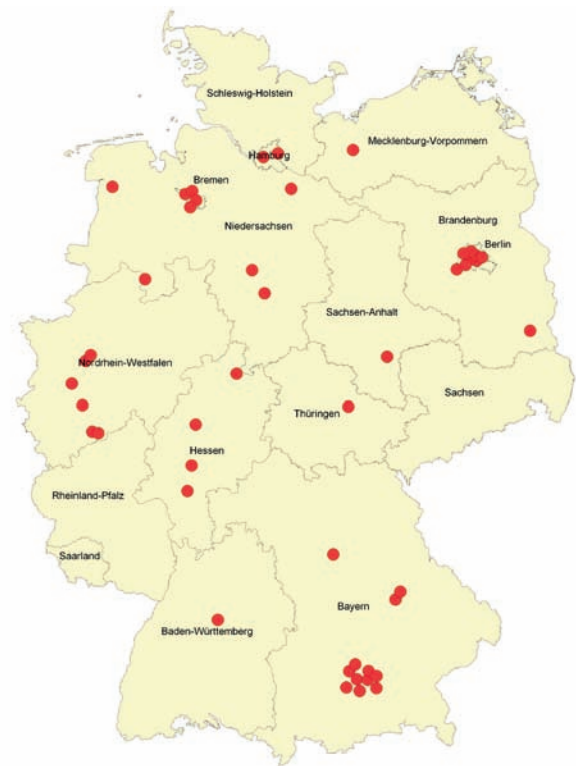 Schleswig-Holstein
Mecklenburg-Vorpommern
Hamburg
Bremen
Niedersachsen
Brandenburg
Berlin
Sachsen-Anhalt
Nordrhein-Westfalen
Sachsen
Thüringen
Hessen
Rheinland-Pfalz
Saarland
Bayern
Baden-Württemberg